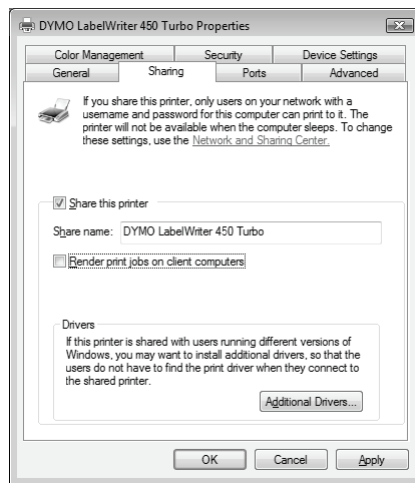 DYMO LabelWriter 450 Turbo Properties
Color Management Security Device Settings
General Sharing Ports Advanced
If you share this printer, only users on your network with a
username and password for this computer can print to it. The
printer will not be available when the computer sleeps. To change
these settings, use the Network and Sharing Center.
Share this printer
Share name: DYMO LabelWriter 450 Turbo
Render print jobs on client computers
Drivers
If this printer is shared with users running different versions of
Windows, you may want to install additional drivers, so that the
users do not have to find the print driver when they connect to
the shared printer.
Additional Drivers...
OK Cancel Apply